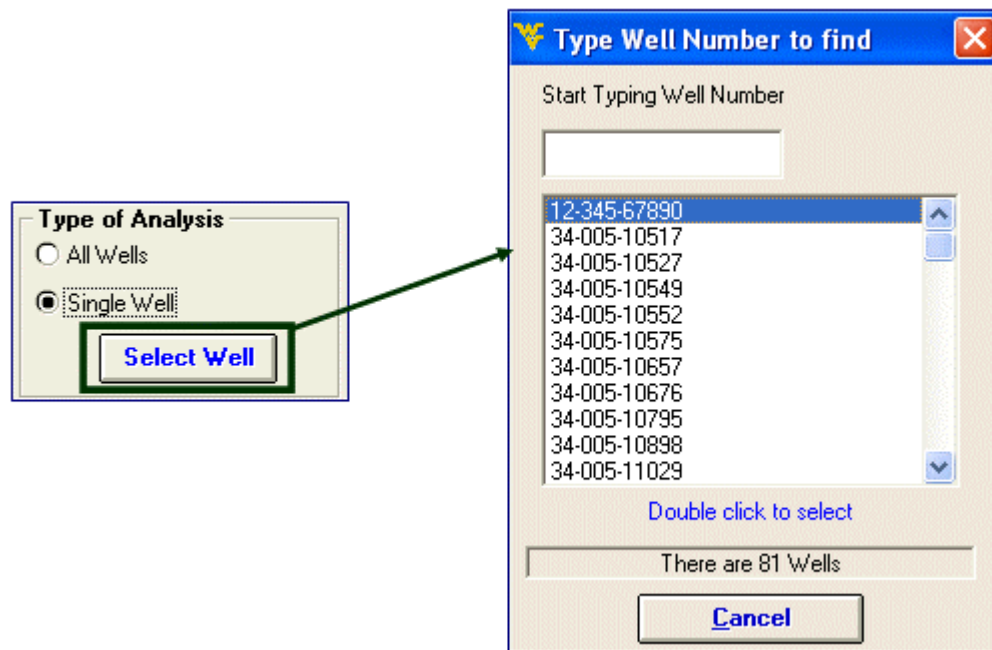 Type of Analysis
All Wells
Single Well
Select Well
Type Well Number to find
Start Typing Well Number
12-345-67890
34-005-10517
34-005-10527
34-005-10549
34-005-10552
34-005-10575
34-005-10657
34-005-10676
34-005-10795
34-005-10898
34-005-11029
Double click to select
There are 81 Wells
Cancel